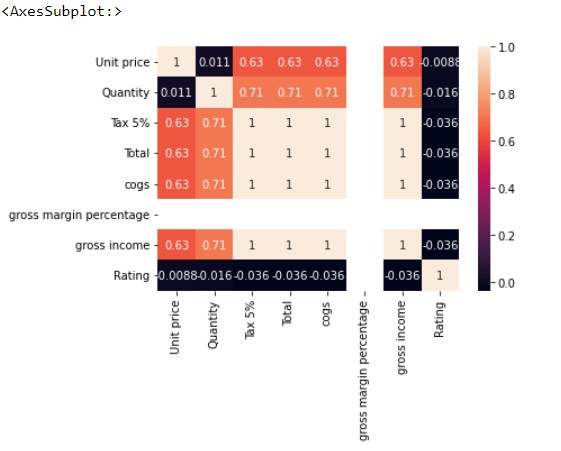 <AxesSubplot:>
Unit price 1 0.011 0.63 0.63 0.63 0.63 -0.0088 1.0
Quantity 0.011 1 0.71 0.71 0.71 0.71 -0.016 0.8
Tax 5% 0.63 0.71 1 1 1 1 -0.036
Total 0.63 0.71 1 1 1 1 -0.036 0.6
cogs 0.63 0.71 1 1 1 1 -0.036 0.4
gross margin percentage
gross income 0.63 0.71 1 1 1 1 -0.036 0.2
Rating -0.0088 -0.016 -0.036 -0.036 -0.036 -0.036 1 0.0
Unit price
Quantity
Tax 5%
Total
cogs
gross margin percentage
gross income
Rating